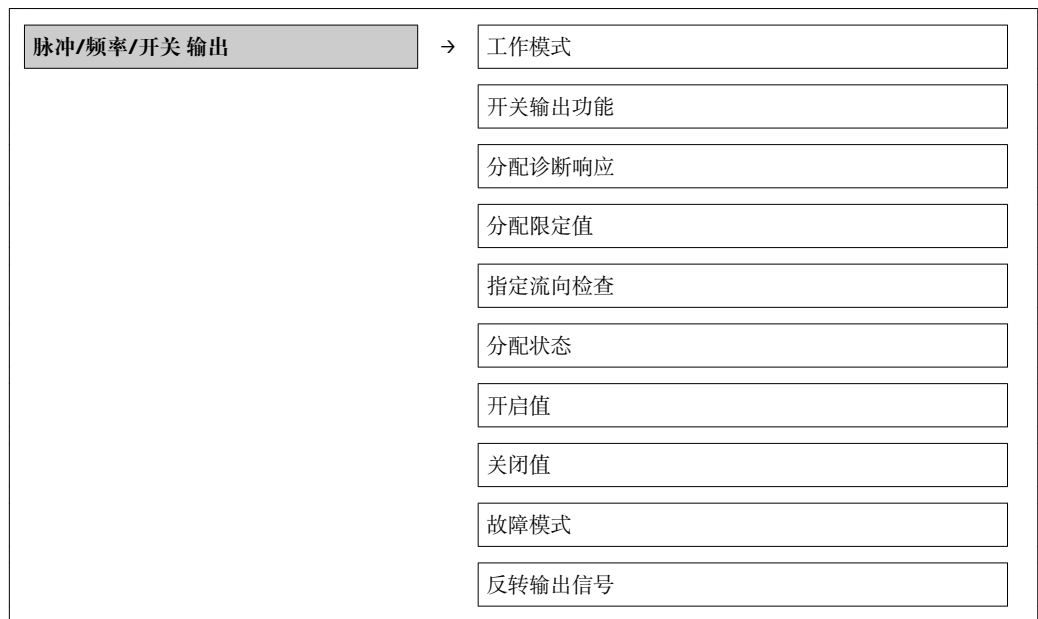 脉冲/频率/开关 输出 → 工作模式
开关输出功能
分配诊断响应
分配限定值
指定流向检查
分配状态
开启值
关闭值
故障模式
反转输出信号